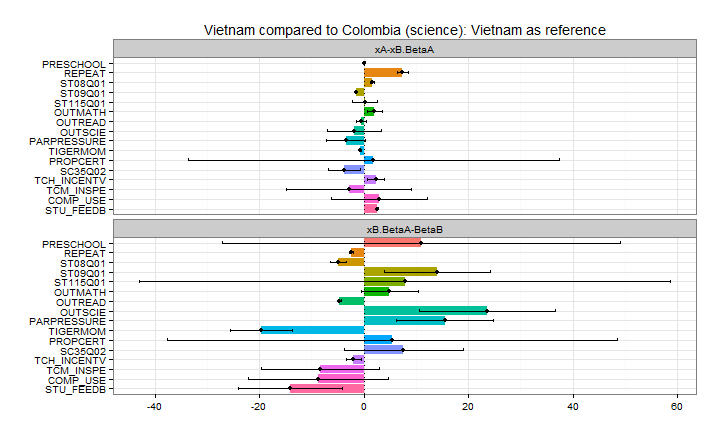 Vietnam compared to Colombia (science): Vietnam as reference
xA-xB.BetaA
PRESCHOOL
REPEAT
ST08Q01
ST09Q01
ST115Q01
OUTMATH
OUTREAD
OUTSCIE
PARPRESSURE
TIGERMOM
PROPCERT
SC35Q02
TCH_INCENTV
TCM_INSPE
COMP_USE
STU_FEEDB
xB.BetaA-BetaB
PRESCHOOL
REPEAT
ST08Q01
ST09Q01
ST115Q01
OUTMATH
OUTREAD
OUTSCIE
PARPRESSURE
TIGERMOM
PROPCERT
SC35Q02
TCH_INCENTV
TCM_INSPE
COMP_USE
STU_FEEDB
-40 -20 0 20 40 60